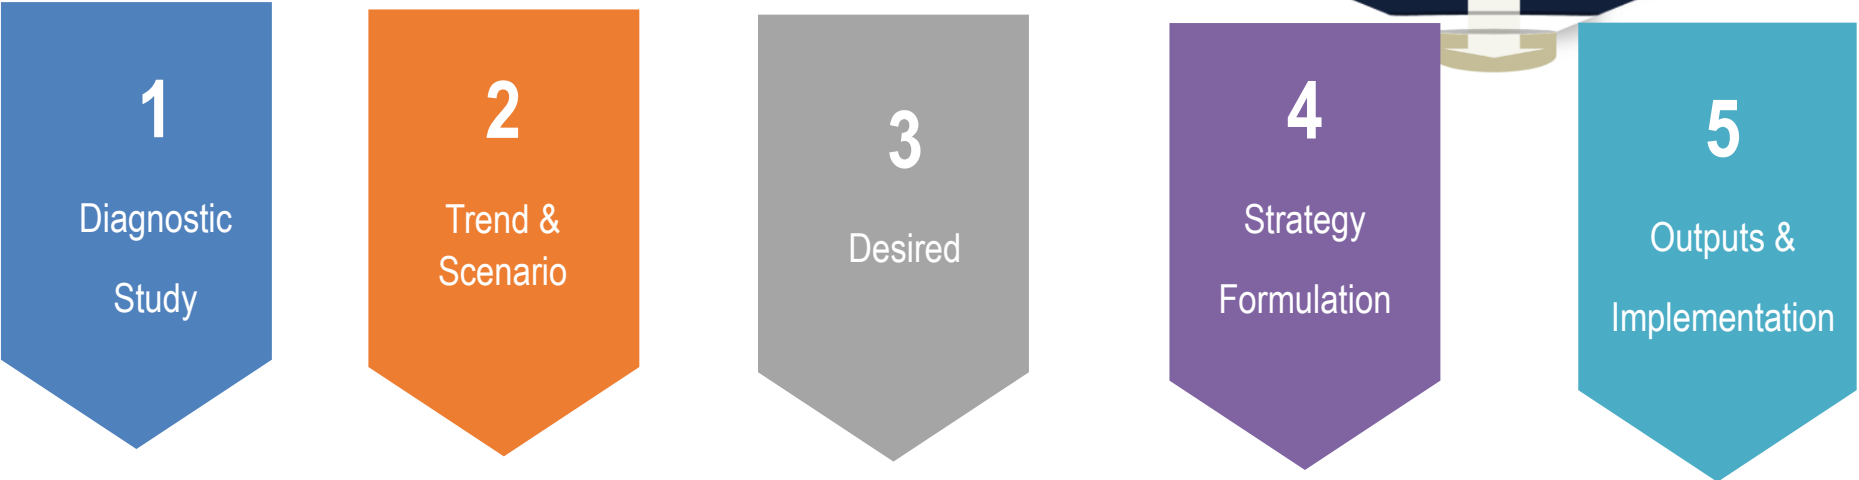 1
Diagnostic
Study
2
Trend &
Scenario
3
Desired
4
Strategy
Formulation
5
Outputs &
Implementation